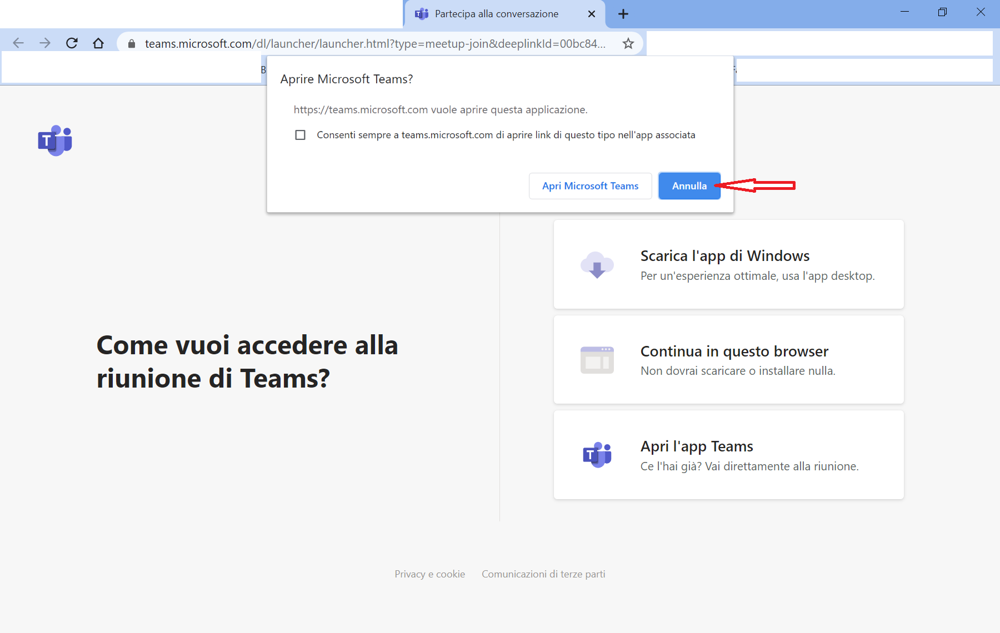 Partecipa alla conversazione
teams.microsoft.com/dl/launcher/launcher.html?type=meetup-join&deeplinkId=00bc84...
B
Aprire Microsoft Teams?
https://teams.microsoft.com vuole aprire questa applicazione.
Consenti sempre a teams.microsoft.com di aprire link di questo tipo nell'app associata
Apri Microsoft Teams
Annulla
T
Scarica l'app di Windows
Per un'esperienza ottimale, usa l'app desktop.
Come vuoi accedere alla
riunione di Teams?
Continua in questo browser
Non dovrai scaricare o installare nulla.
T
Apri l'app Teams
Ce l'hai già? Vai direttamente alla riunione.
Privacy e cookie
Comunicazioni di terze parti